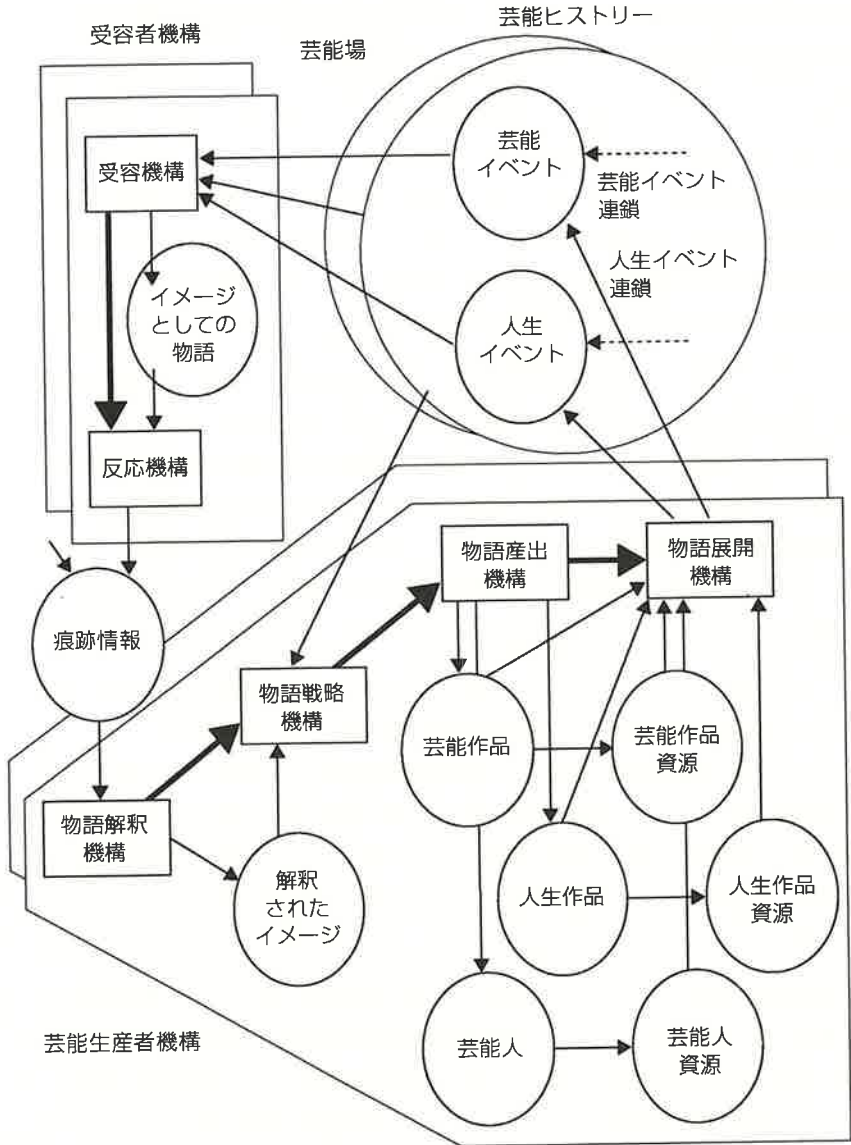 芸能ヒストリー
受容者機構
芸能場
芸能
イベント
受容機構
芸能イベント
連鎖
人生イベント
連鎖
イメージ
としての
物語
人生
イベント
反応機構
物語産出
機構
物語展開
機構
痕跡情報
物語戦略
機構
芸能作品
芸能作品
資源
物語解釈
機構
解釈
された
イメージ
人生作品
人生作品
資源
芸能生産者機構
芸能人
芸能人
資源